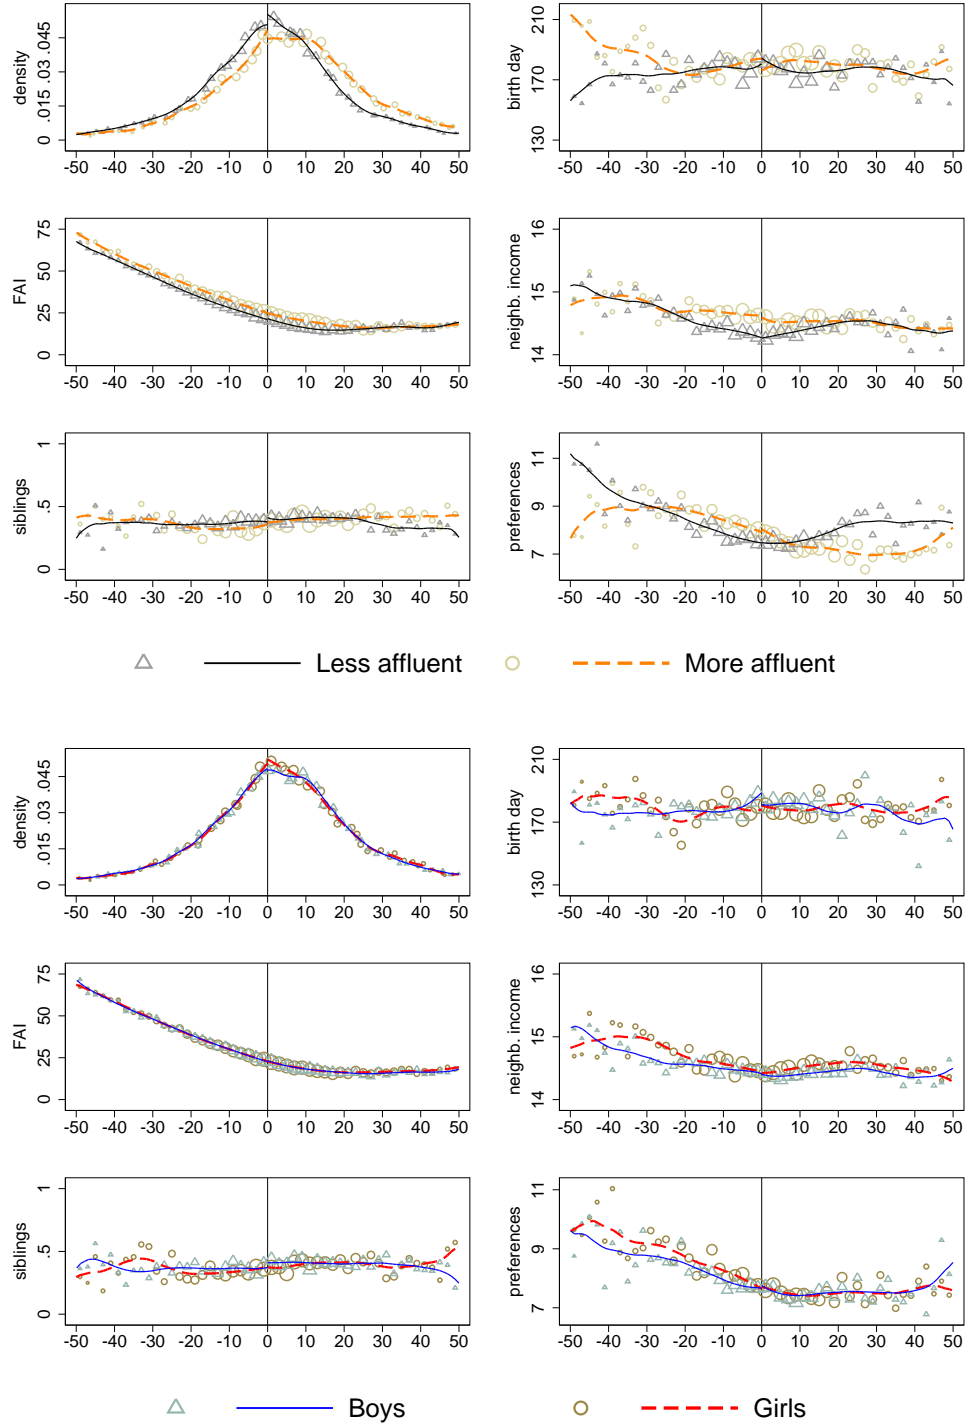 density
0 .015 .03 .045
-50 -40 -30 -20 -10 0 10 20 30 40 50
birth day
130 170 210
-50 -40 -30 -20 -10 0 10 20 30 40 50
FAI
0 25 50 75
-50 -40 -30 -20 -10 0 10 20 30 40 50
neighb. income
14 15 16
-50 -40 -30 -20 -10 0 10 20 30 40 50
siblings
0 .5 1
-50 -40 -30 -20 -10 0 10 20 30 40 50
preferences
7 9 11
-50 -40 -30 -20 -10 0 10 20 30 40 50
Less affluent More affluent
density
0 .015 .03 .045
-50 -40 -30 -20 -10 0 10 20 30 40 50
birth day
130 170 210
-50 -40 -30 -20 -10 0 10 20 30 40 50
FAI
0 25 50 75
-50 -40 -30 -20 -10 0 10 20 30 40 50
neighb. income
14 15 16
-50 -40 -30 -20 -10 0 10 20 30 40 50
siblings
0 .5 1
-50 -40 -30 -20 -10 0 10 20 30 40 50
preferences
7 9 11
-50 -40 -30 -20 -10 0 10 20 30 40 50
Boys Girls